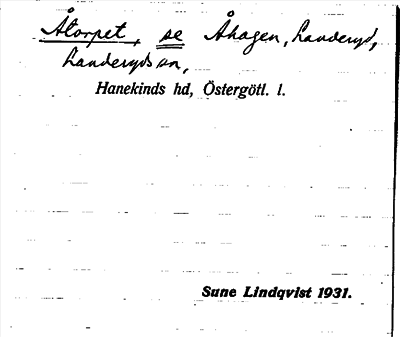 Åtorpet, se Åhagen, Landeryd,
Landeryds sn,
Hanekinds hd, Östergötl. l.
Sune Lindqvist 1931.